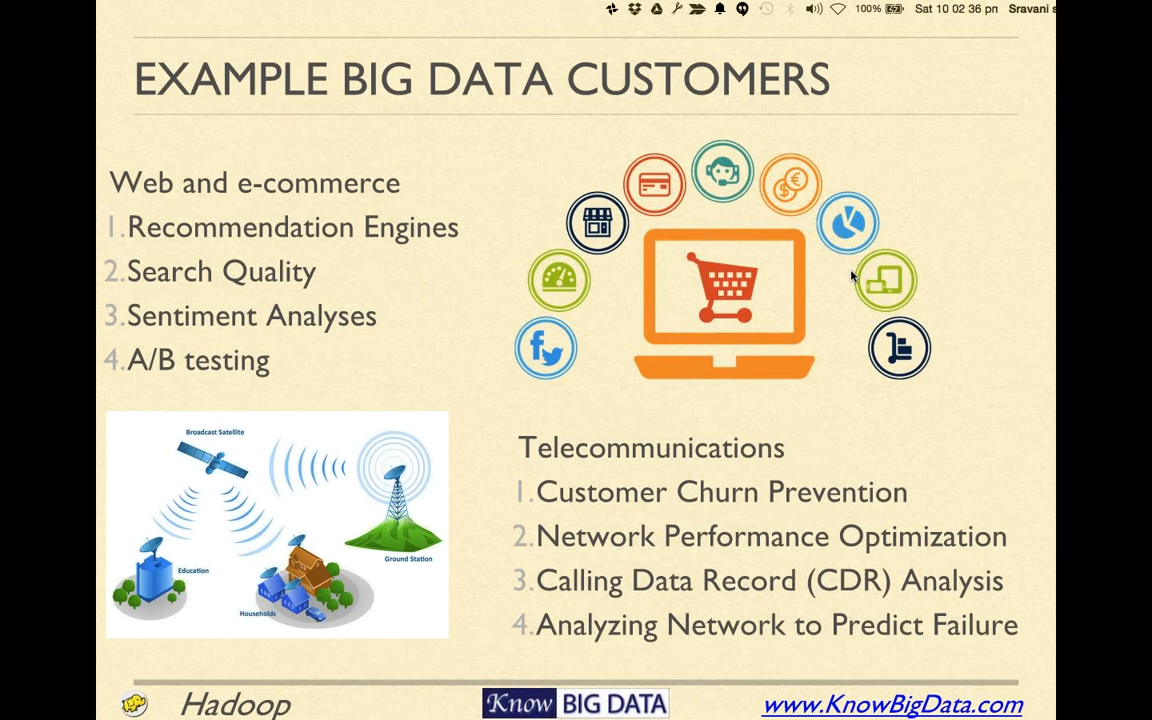 100% Sat 10 02 36 pm Sravani s
EXAMPLE BIG DATA CUSTOMERS
Web and e-commerce
1.Recommendation Engines
2.Search Quality
3.Sentiment Analyses
4.A/B testing
Broadcast Satellite
Education
Households
Ground Station
Telecommunications
1.Customer Churn Prevention
2.Network Performance Optimization
3.Calling Data Record (CDR) Analysis
4.Analyzing Network to Predict Failure
Hadoop
Know BIG DATA
www.KnowBigData.com